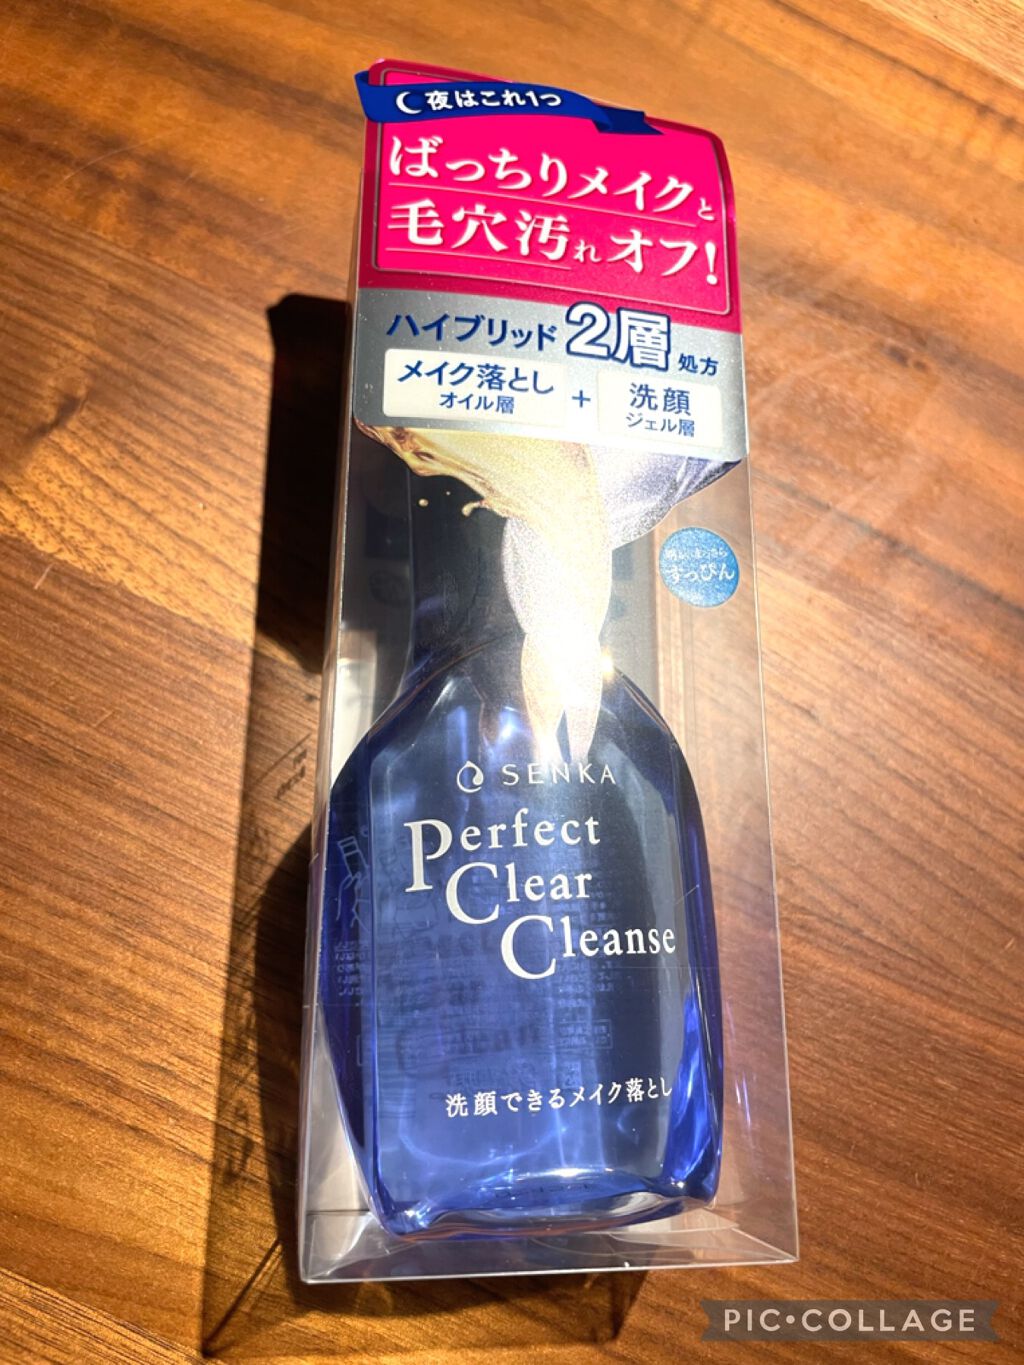 夜はこれ1つ
ばっちりメイクと
毛穴汚れオフ!
ハイブリッド2層処方
メイク落とし
オイル層
+
洗顔
ジェル層
すっぴん
SENKA
Perfect
Clear
Cleanse
洗顔できるメイク落とし
PIC•COLLAGE